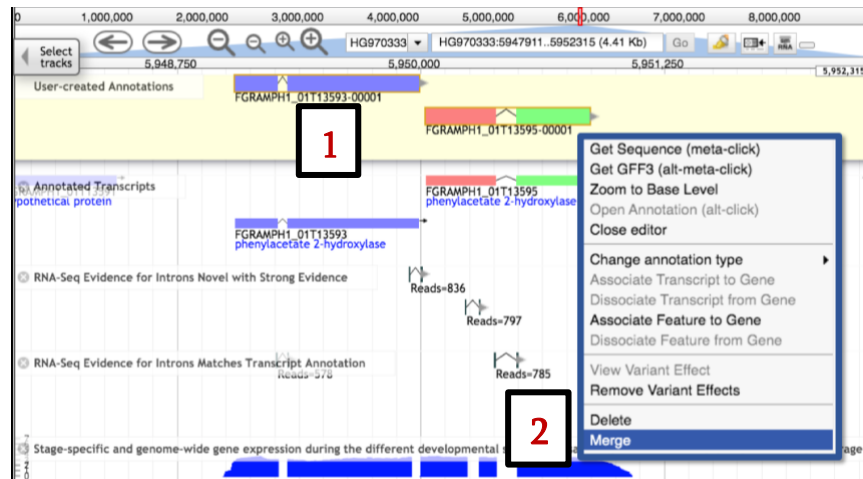 0 1,000,000 2,000,000 3,000,000 4,000,000 5,000,000 6,000,000 7,000,000 8,000,000
Select
tracks
HG970333 HG970333:5947911..5952315 (4.41 Kb) Go
5,948,750 5,950,000 5,951,250 5,952,315
User-created Annotations
FGRAMPH1_01T13593-00001
1
FGRAMPH1_01T13595-00001
Get Sequence (meta-click)
Get GFF3 (alt-meta-click)
Zoom to Base Level
Open Annotation (alt-click)
Close editor
Change annotation type
Associate Transcript to Gene
Dissociate Transcript from Gene
Associate Feature to Gene
Dissociate Feature from Gene
View Variant Effect
Remove Variant Effects
Delete
Merge
Annotated Transcripts
FGRAMPH1_01T13595
pothetical protein
phenylacetate 2-hydroxylase
FGRAMPH1_01T13593
phenylacetate 2-hydroxylase
RNA-Seq Evidence for Introns Novel with Strong Evidence
Reads=836
Reads=797
RNA-Seq Evidence for Introns Matches Transcript Annotation
Reads=578
Reads=785
2
Stage-specific and genome-wide gene expression during the different developmental